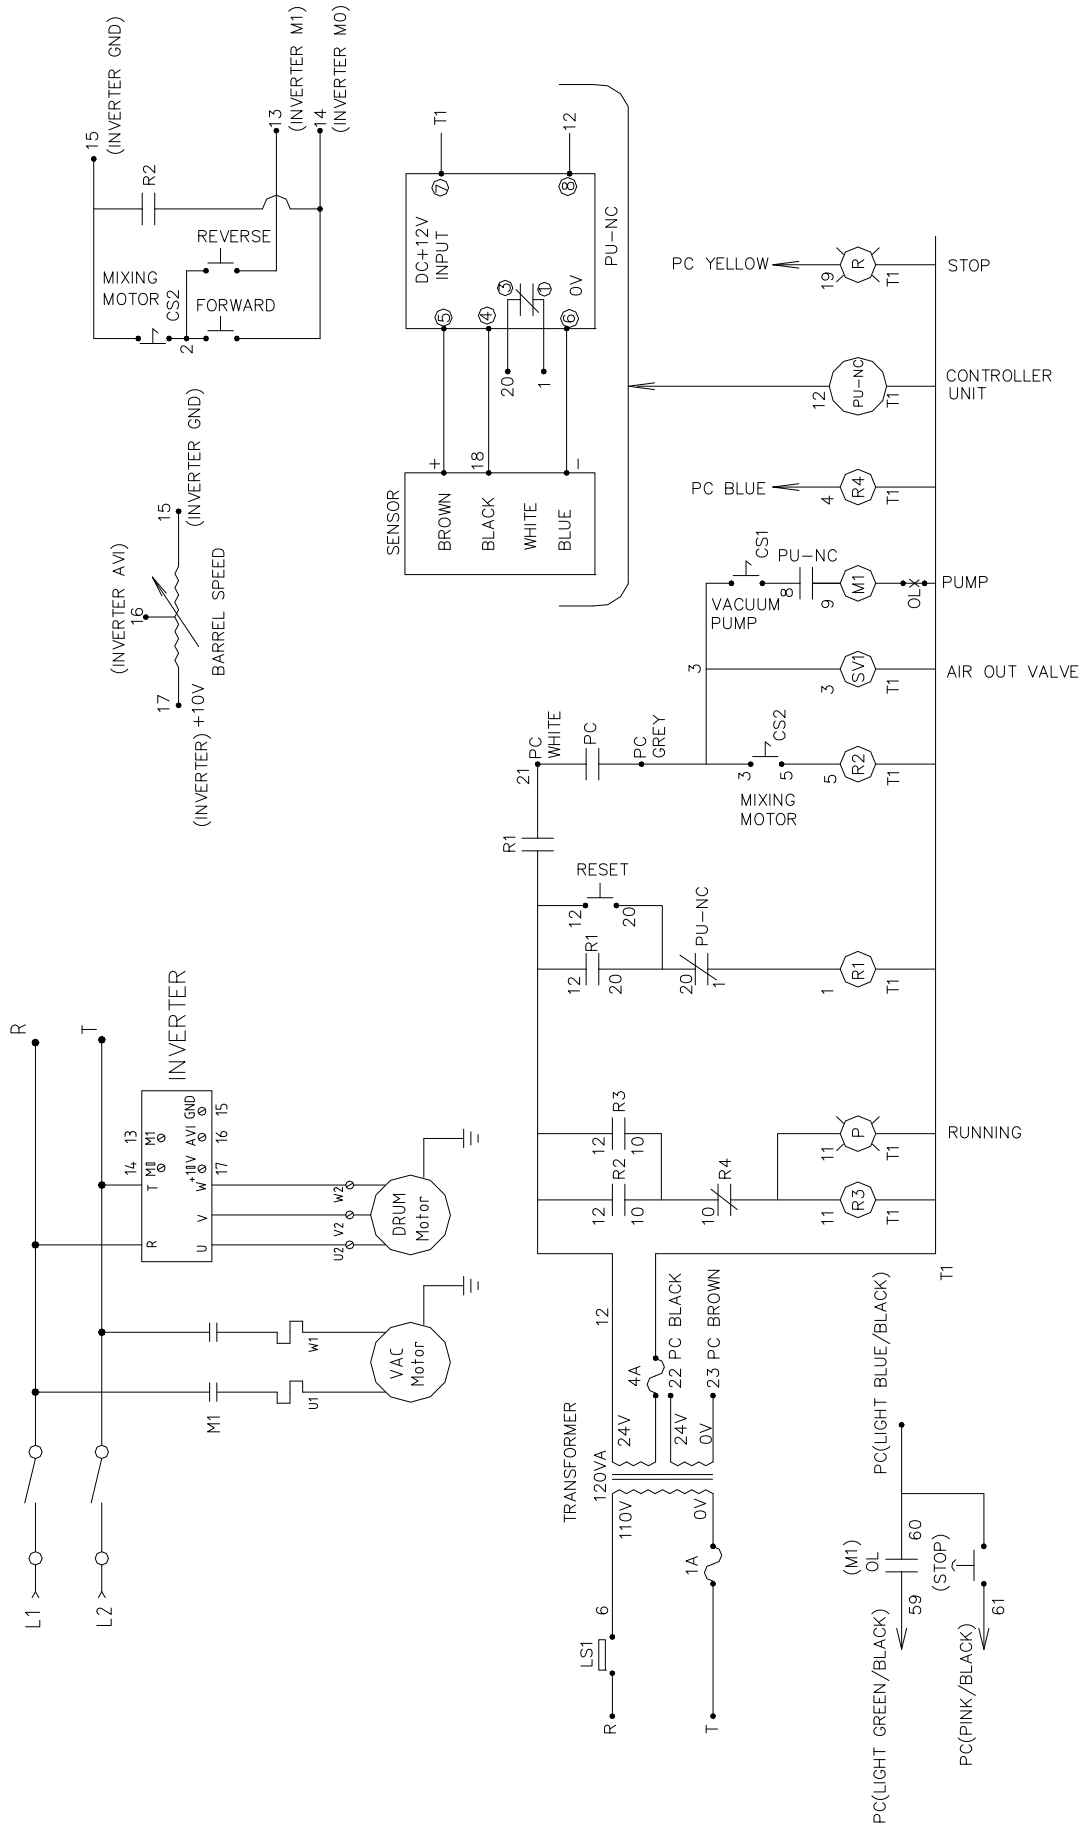 L1
L2
R
T
M1
U1
W1
VAC
Motor
R
T
14
13
M0
M1
INVERTER
U
V
W
+10V
AVI
GND
17
16
15
U2
V2
W2
DRUM
Motor
(INVERTER AVI)
16
17
15
(INVERTER) +10V
(INVERTER GND)
BARREL SPEED
15
(INVERTER GND)
R2
MIXING
MOTOR
CS2
2
REVERSE
FORWARD
13
(INVERTER M1)
14
(INVERTER M0)
SENSOR
BROWN
BLACK
WHITE
BLUE
+
18
-
20
1
5
4
3
1
6
DC+12V
INPUT
0V
7
8
T1
12
PU-NC
R
LS1
6
T
1A
TRANSFORMER
120VA
110V
0V
24V
24V
0V
4A
12
22 PC BLACK
23 PC BROWN
T1
12
R2
10
12
R3
10
10
R4
11
R3
T1
11
P
T1
RUNNING
12
R1
20
RESET
12
20
20
PU-NC
1
1
R1
T1
R1
21
PC
WHITE
PC
PC
GREY
3
CS2
5
MIXING
MOTOR
5
R2
T1
3
3
SV1
T1
AIR OUT VALVE
CS1
VACUUM
PUMP
PU-NC
8
9
M1
OL
PUMP
PC BLUE
4
R4
T1
12
PU-NC
T1
CONTROLLER
UNIT
PC YELLOW
19
R
T1
STOP
PC(LIGHT GREEN/BLACK)
59
(M1)
OL
60
PC(LIGHT BLUE/BLACK)
(STOP)
61
PC(PINK/BLACK)